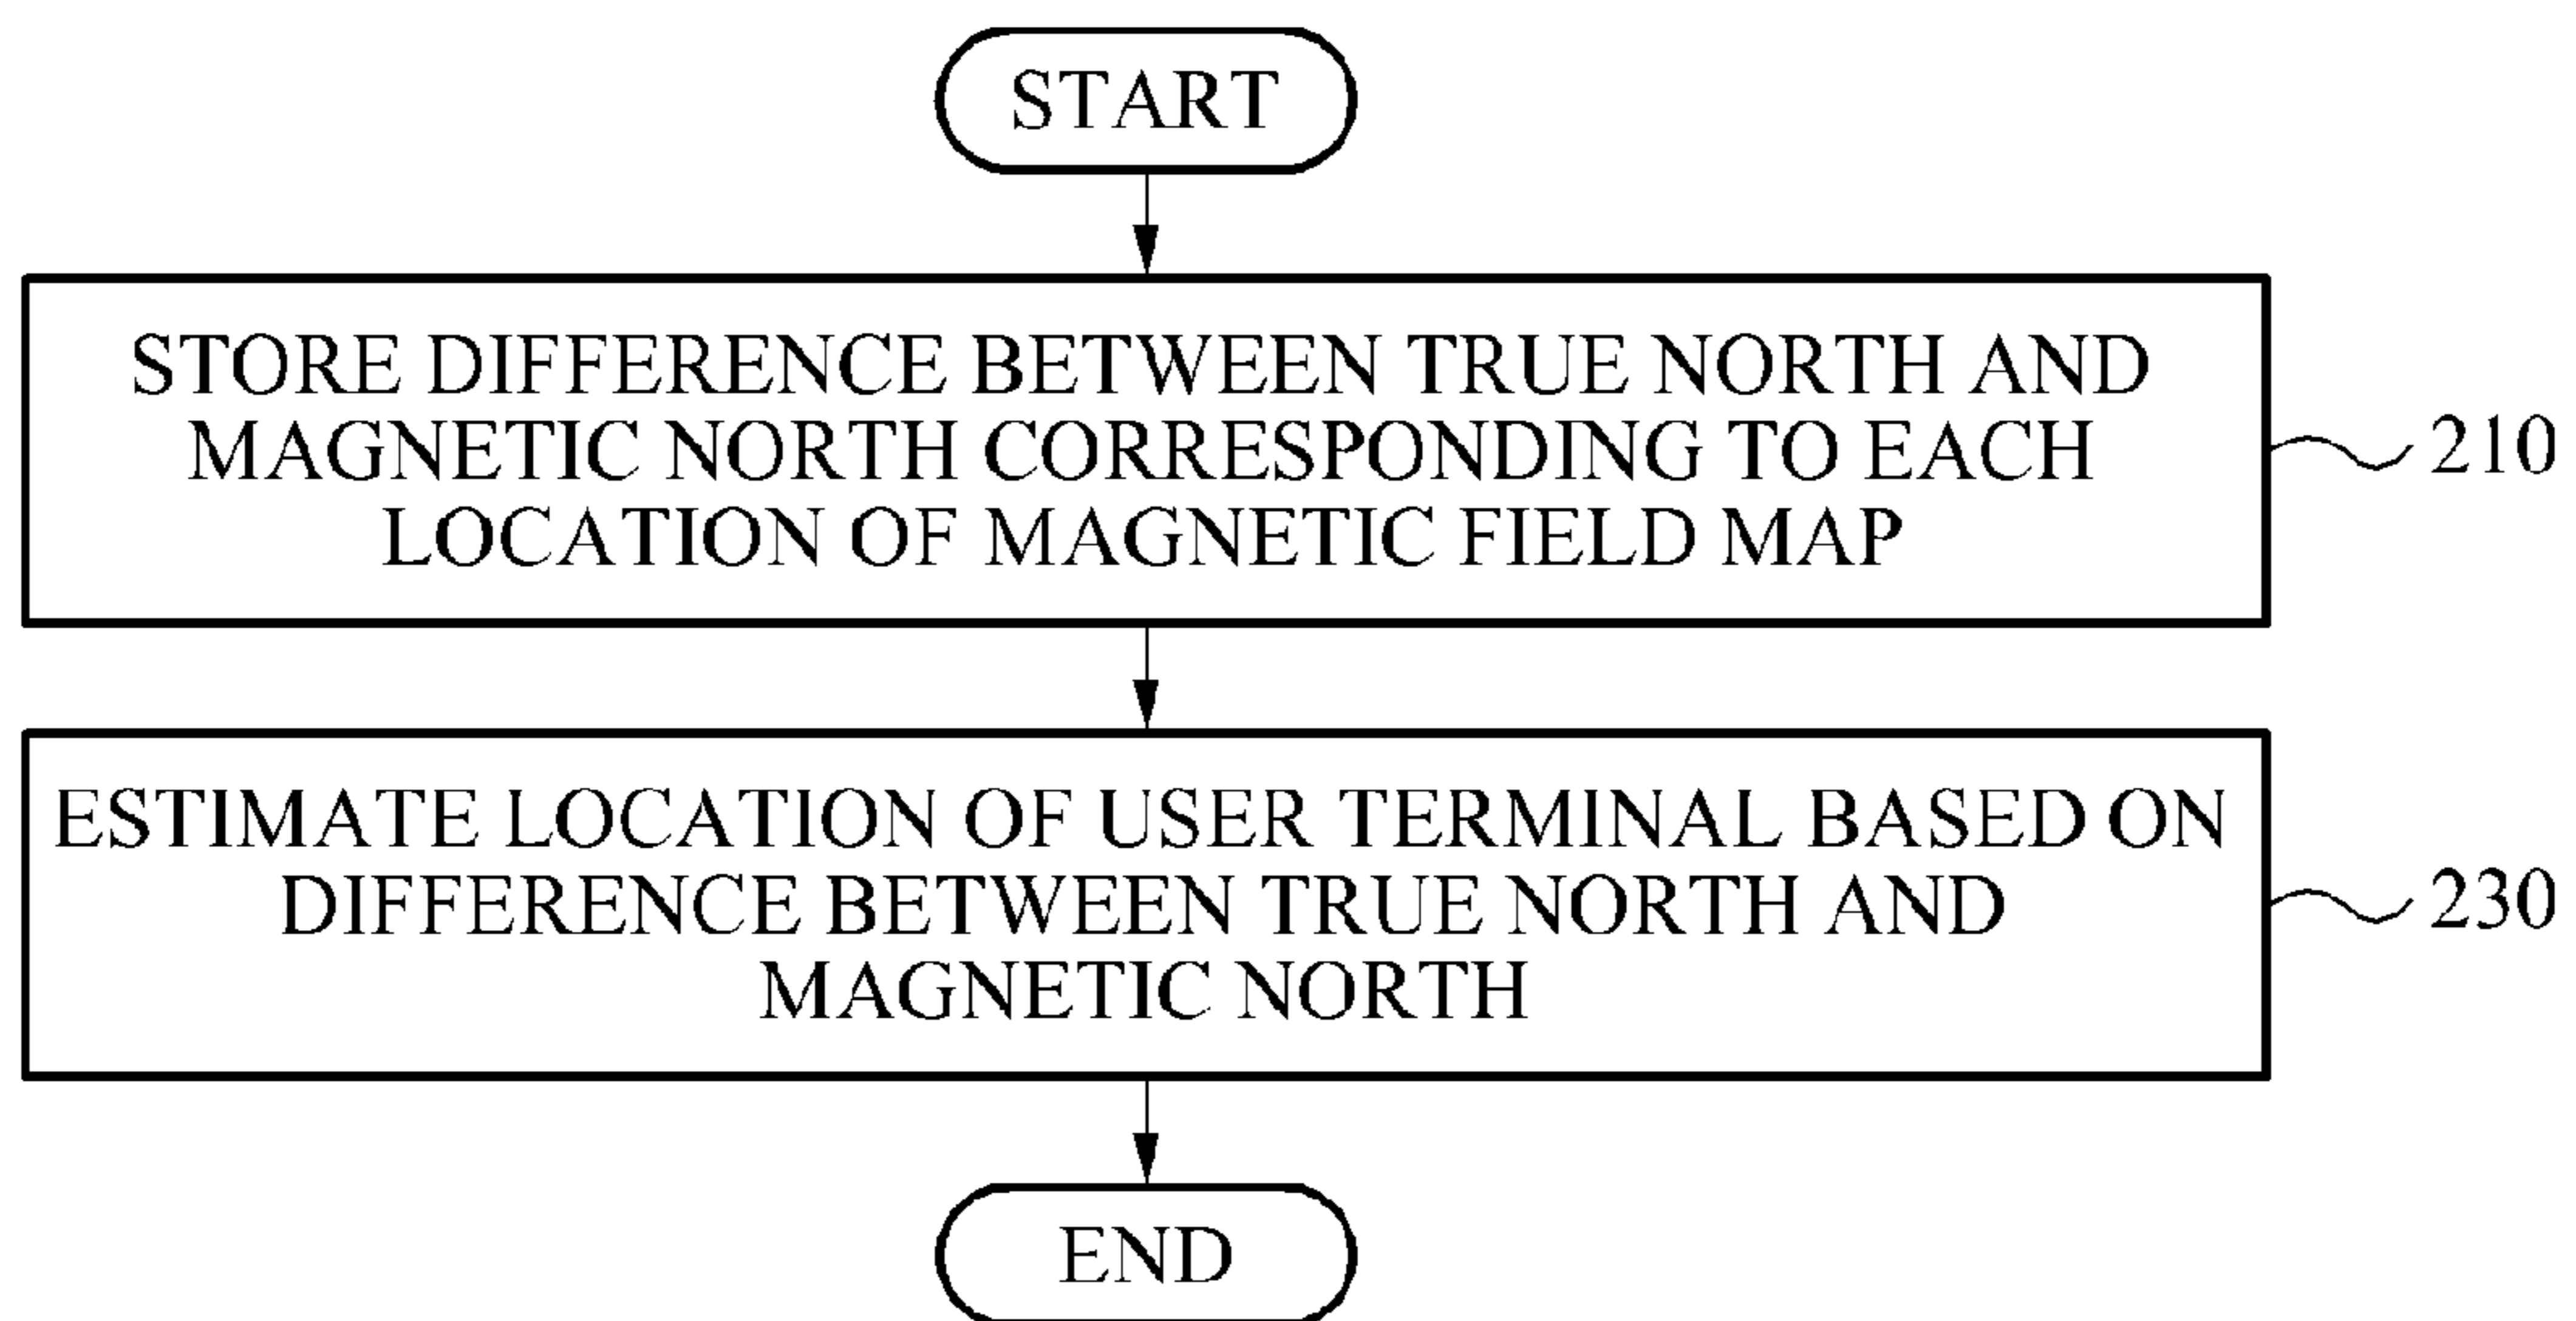 START
STORE DIFFERENCE BETWEEN TRUE NORTH AND
MAGNETIC NORTH CORRESPONDING TO EACH
LOCATION OF MAGNETIC FIELD MAP
210
ESTIMATE LOCATION OF USER TERMINAL BASED ON
DIFFERENCE BETWEEN TRUE NORTH AND
MAGNETIC NORTH
230
END